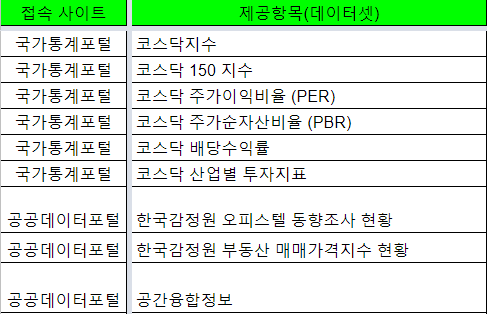 접속 사이트 제공항목(데이터셋)
국가통계포털 코스닥지수
국가통계포털 코스닥 150 지수
국가통계포털 코스닥 주가이익비율 (PER)
국가통계포털 코스닥 주가순자산비율 (PBR)
국가통계포털 코스닥 배당수익률
국가통계포털 코스닥 산업별 투자지표
공공데이터포털 한국감정원 오피스텔 동향조사 현황
공공데이터포털 한국감정원 부동산 매매가격지수 현황
공공데이터포털 공간융합정보